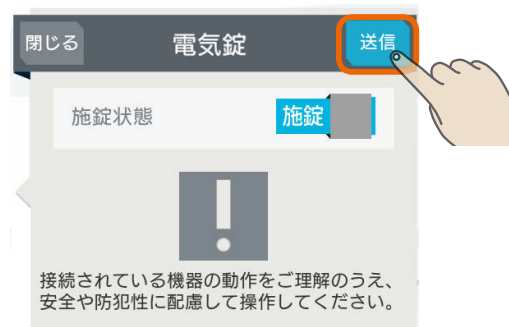 閉じる 電気錠 送信
施錠状態 施錠
接続されている機器の動作をご理解のうえ、
安全や防犯性に配慮して操作してください。